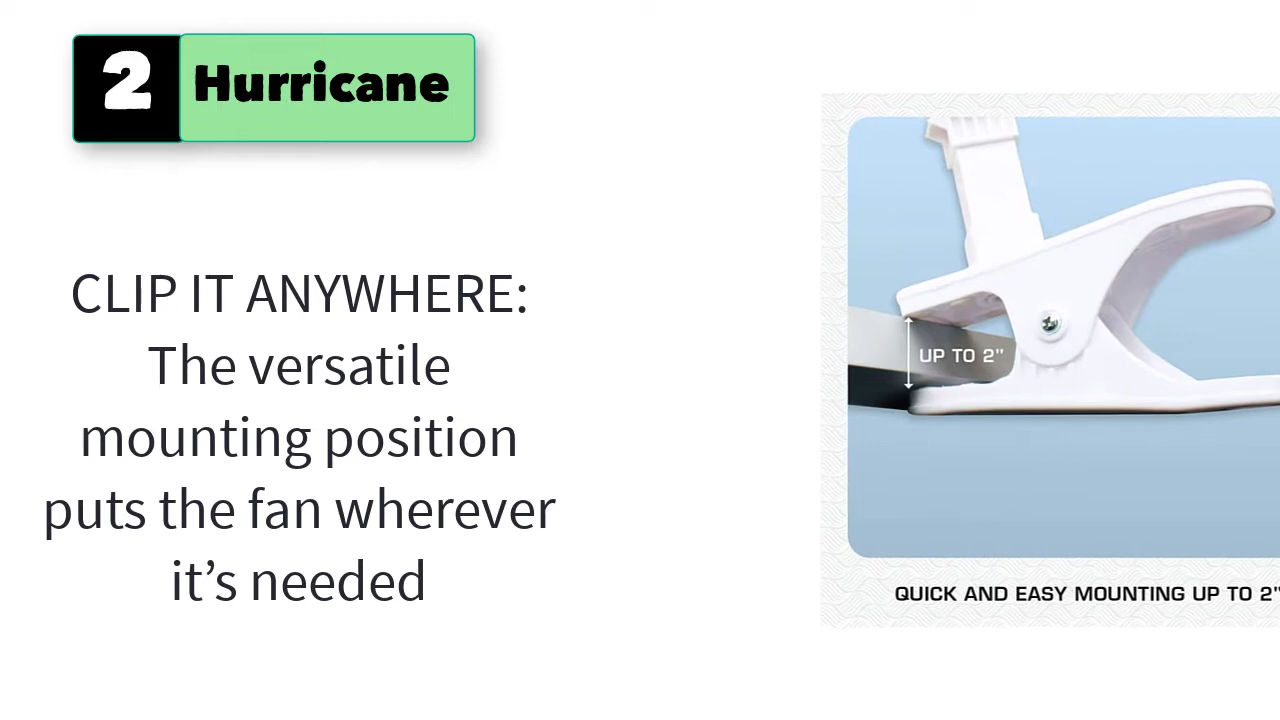 2 Hurricane
CLIP IT ANYWHERE:
The versatile
mounting position
puts the fan wherever
it’s needed
UP TO 2"
QUICK AND EASY MOUNTING UP TO 2"